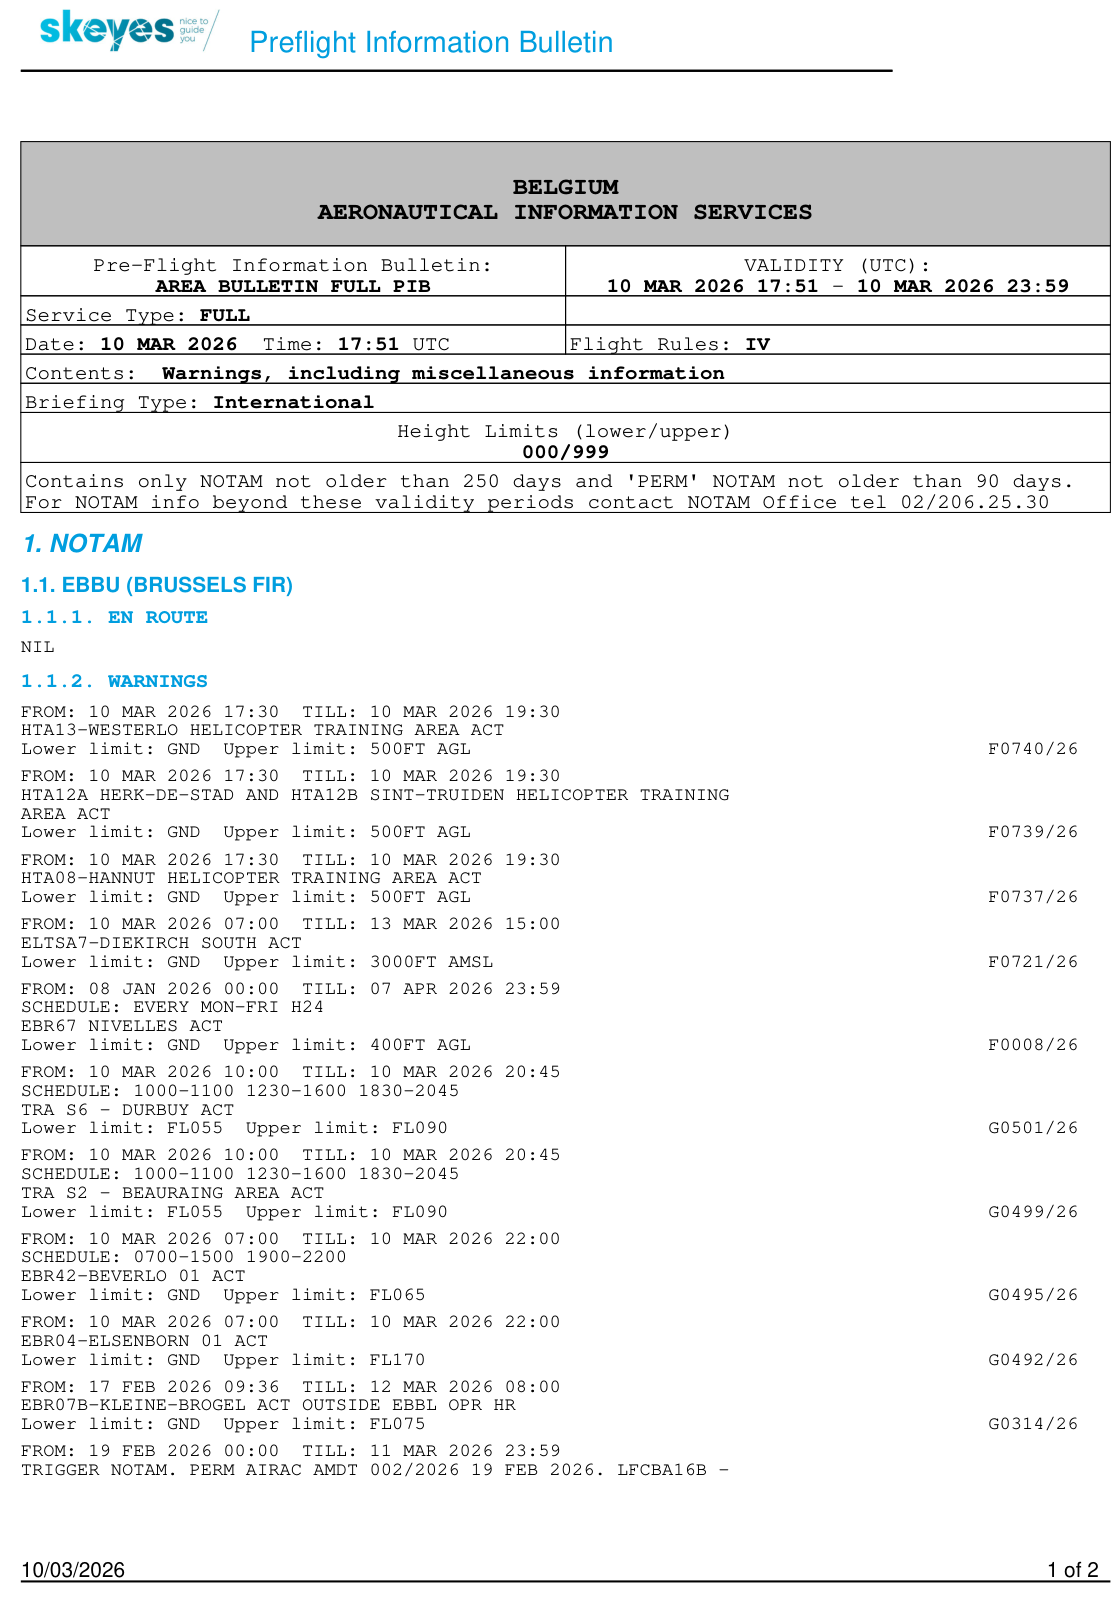 skeyes nice to guide you
Preflight Information Bulletin
BELGIUM
AERONAUTICAL INFORMATION SERVICES
Pre-Flight Information Bulletin:
AREA BULLETIN FULL PIB
VALIDITY (UTC):
10 MAR 2026 17:51 - 10 MAR 2026 23:59
Service Type: FULL
Date: 10 MAR 2026  Time: 17:51 UTC
Flight Rules: IV
Contents:  Warnings, including miscellaneous information
Briefing Type: International
Height Limits (lower/upper)
000/999
Contains only NOTAM not older than 250 days and 'PERM' NOTAM not older than 90 days.
For NOTAM info beyond these validity periods contact NOTAM Office tel 02/206.25.30
1. NOTAM
1.1. EBBU (BRUSSELS FIR)
1.1.1. EN ROUTE
NIL
1.1.2. WARNINGS
FROM: 10 MAR 2026 17:30  TILL: 10 MAR 2026 19:30
HTA13-WESTERLO HELICOPTER TRAINING AREA ACT
Lower limit: GND  Upper limit: 500FT AGL F0740/26
FROM: 10 MAR 2026 17:30  TILL: 10 MAR 2026 19:30
HTA12A HERK-DE-STAD AND HTA12B SINT-TRUIDEN HELICOPTER TRAINING
AREA ACT
Lower limit: GND  Upper limit: 500FT AGL F0739/26
FROM: 10 MAR 2026 17:30  TILL: 10 MAR 2026 19:30
HTA08-HANNUT HELICOPTER TRAINING AREA ACT
Lower limit: GND  Upper limit: 500FT AGL F0737/26
FROM: 10 MAR 2026 07:00  TILL: 13 MAR 2026 15:00
ELTSA7-DIEKIRCH SOUTH ACT
Lower limit: GND  Upper limit: 3000FT AMSL F0721/26
FROM: 08 JAN 2026 00:00  TILL: 07 APR 2026 23:59
SCHEDULE: EVERY MON-FRI H24
EBR67 NIVELLES ACT
Lower limit: GND  Upper limit: 400FT AGL F0008/26
FROM: 10 MAR 2026 10:00  TILL: 10 MAR 2026 20:45
SCHEDULE: 1000-1100 1230-1600 1830-2045
TRA S6 - DURBUY ACT
Lower limit: FL055  Upper limit: FL090 G0501/26
FROM: 10 MAR 2026 10:00  TILL: 10 MAR 2026 20:45
SCHEDULE: 1000-1100 1230-1600 1830-2045
TRA S2 - BEAURAING AREA ACT
Lower limit: FL055  Upper limit: FL090 G0499/26
FROM: 10 MAR 2026 07:00  TILL: 10 MAR 2026 22:00
SCHEDULE: 0700-1500 1900-2200
EBR42-BEVERLO 01 ACT
Lower limit: GND  Upper limit: FL065 G0495/26
FROM: 10 MAR 2026 07:00  TILL: 10 MAR 2026 22:00
EBR04-ELSENBORN 01 ACT
Lower limit: GND  Upper limit: FL170 G0492/26
FROM: 17 FEB 2026 09:36  TILL: 12 MAR 2026 08:00
EBR07B-KLEINE-BROGEL ACT OUTSIDE EBBL OPR HR
Lower limit: GND  Upper limit: FL075 G0314/26
FROM: 19 FEB 2026 00:00  TILL: 11 MAR 2026 23:59
TRIGGER NOTAM. PERM AIRAC AMDT 002/2026 19 FEB 2026. LFCBA16B -
10/03/2026 1 of 2